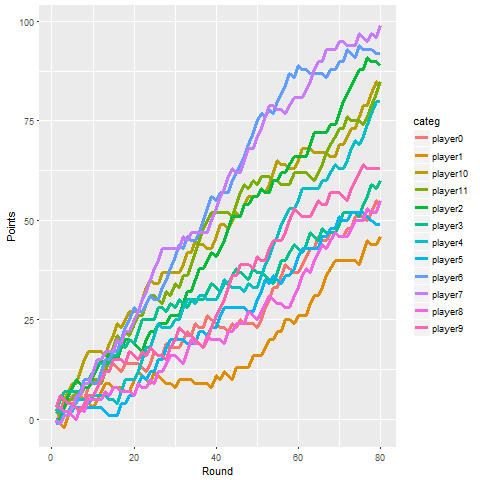 100
75
50
25
0
Points
0
20
40
60
80
Round
categ
player0
player1
player10
player11
player2
player3
player4
player5
player6
player7
player8
player9